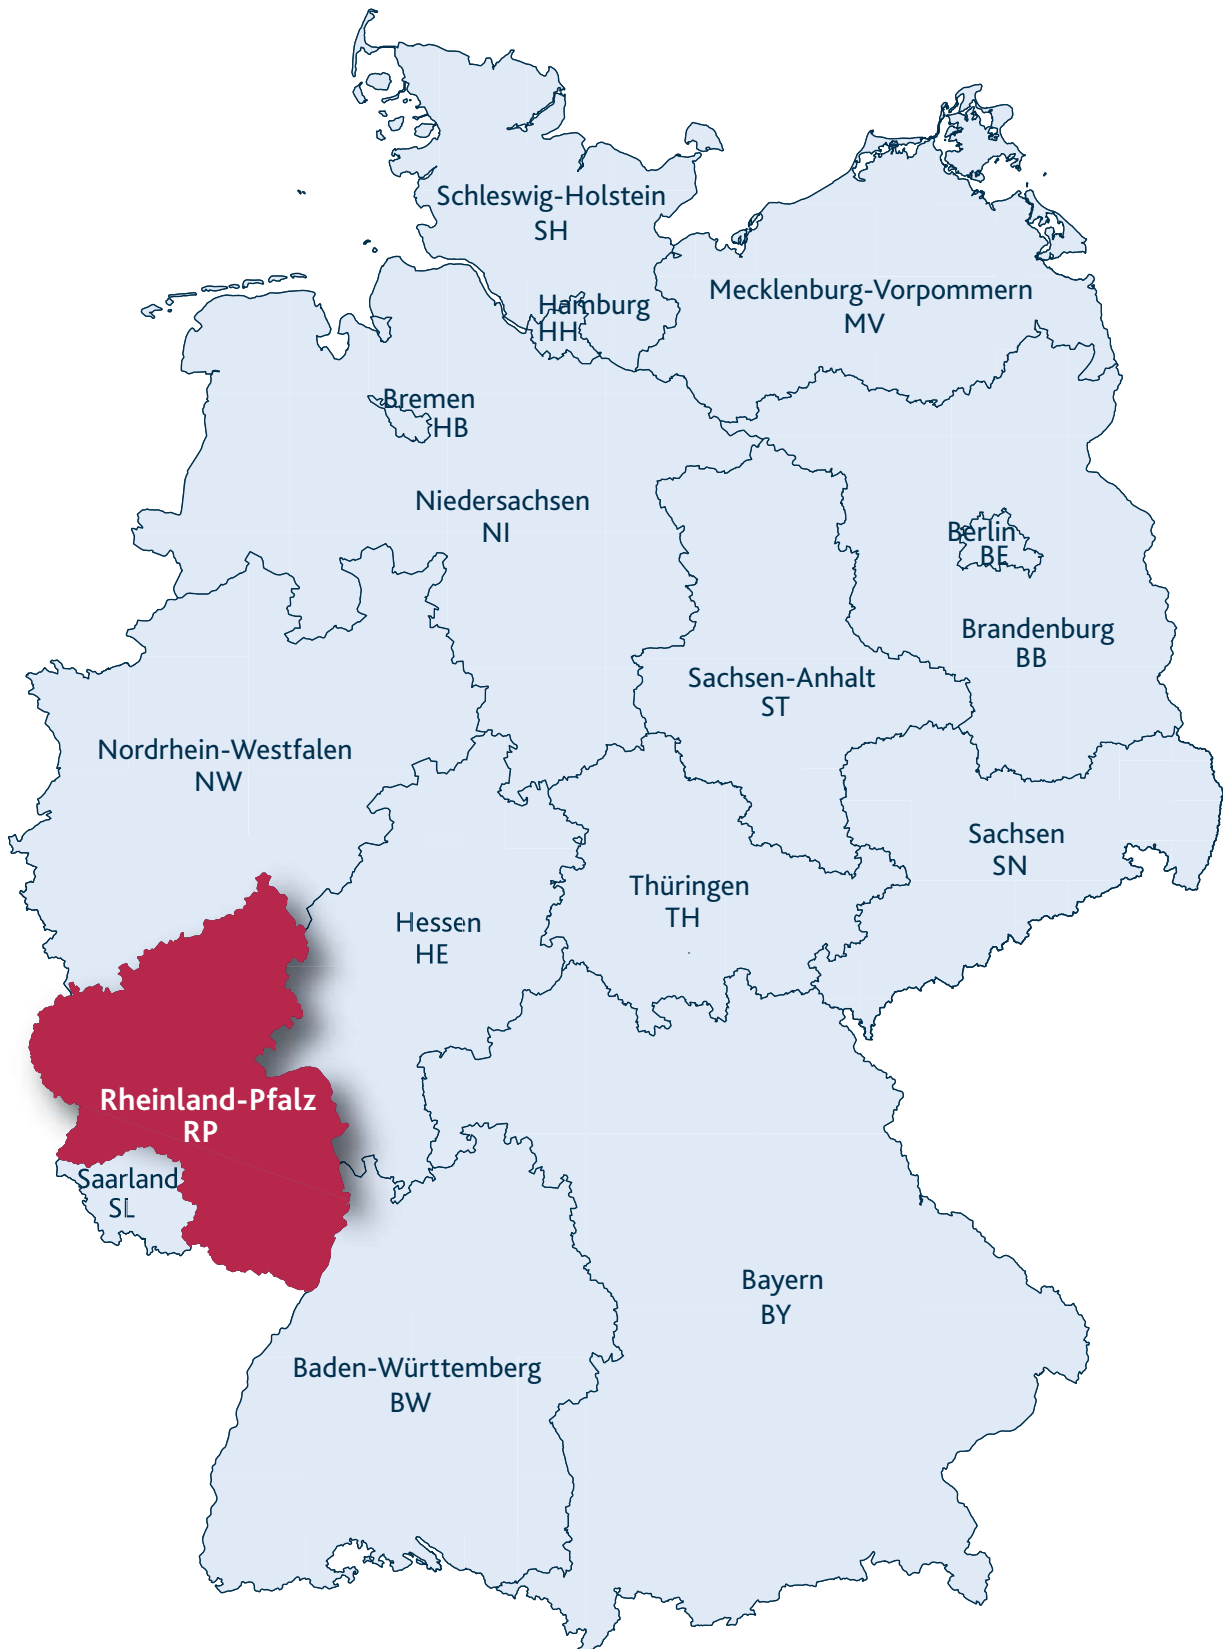 Schleswig-Holstein
SH
Mecklenburg-Vorpommern
MV
Hamburg
HH
Bremen
HB
Niedersachsen
NI
Berlin
BE
Brandenburg
BB
Sachsen-Anhalt
ST
Nordrhein-Westfalen
NW
Sachsen
SN
Thüringen
TH
Hessen
HE
Rheinland-Pfalz
RP
Saarland
SL
Bayern
BY
Baden-Württemberg
BW